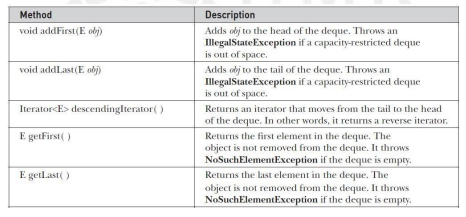 Method Description
void addFirst(E obj) Adds obj to the head of the deque. Throws an
IllegalStateException if a capacity-restricted deque
is out of space.
void addLast(E obj) Adds obj to the tail of the deque. Throws an
IllegalStateException if a capacity-restricted deque
is out of space.
Iterator<E> descendingIterator( ) Returns an iterator that moves from the tail to the head
of the deque. In other words, it returns a reverse iterator.
E getFirst( ) Returns the first element in the deque. The
object is not removed from the deque. It throws
NoSuchElementException if the deque is empty.
E getLast( ) Returns the last element in the deque. The
object is not removed from the deque. It throws
NoSuchElementException if the deque is empty.